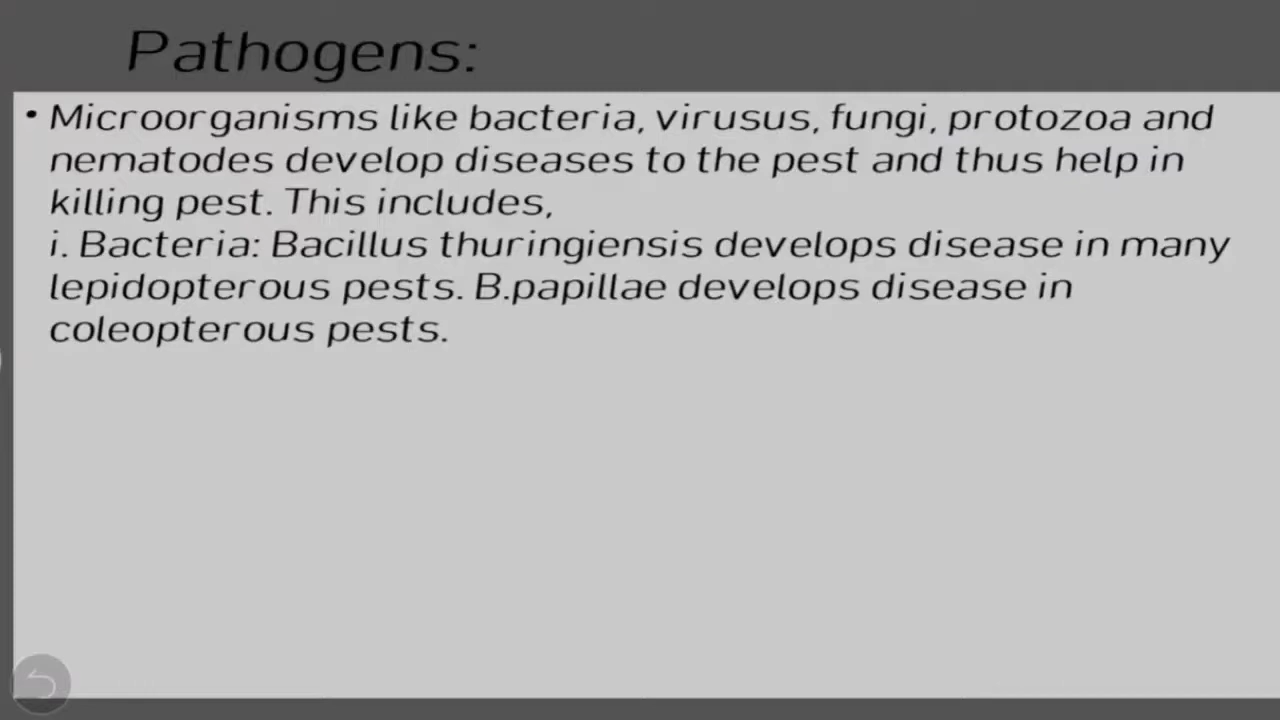 Pathogens:
• Microorganisms like bacteria, virusus, fungi, protozoa and
nematodes develop diseases to the pest and thus help in
killing pest. This includes,
i. Bacteria: Bacillus thuringiensis develops disease in many
lepidopterous pests. B.papillae develops disease in
coleopterous pests.